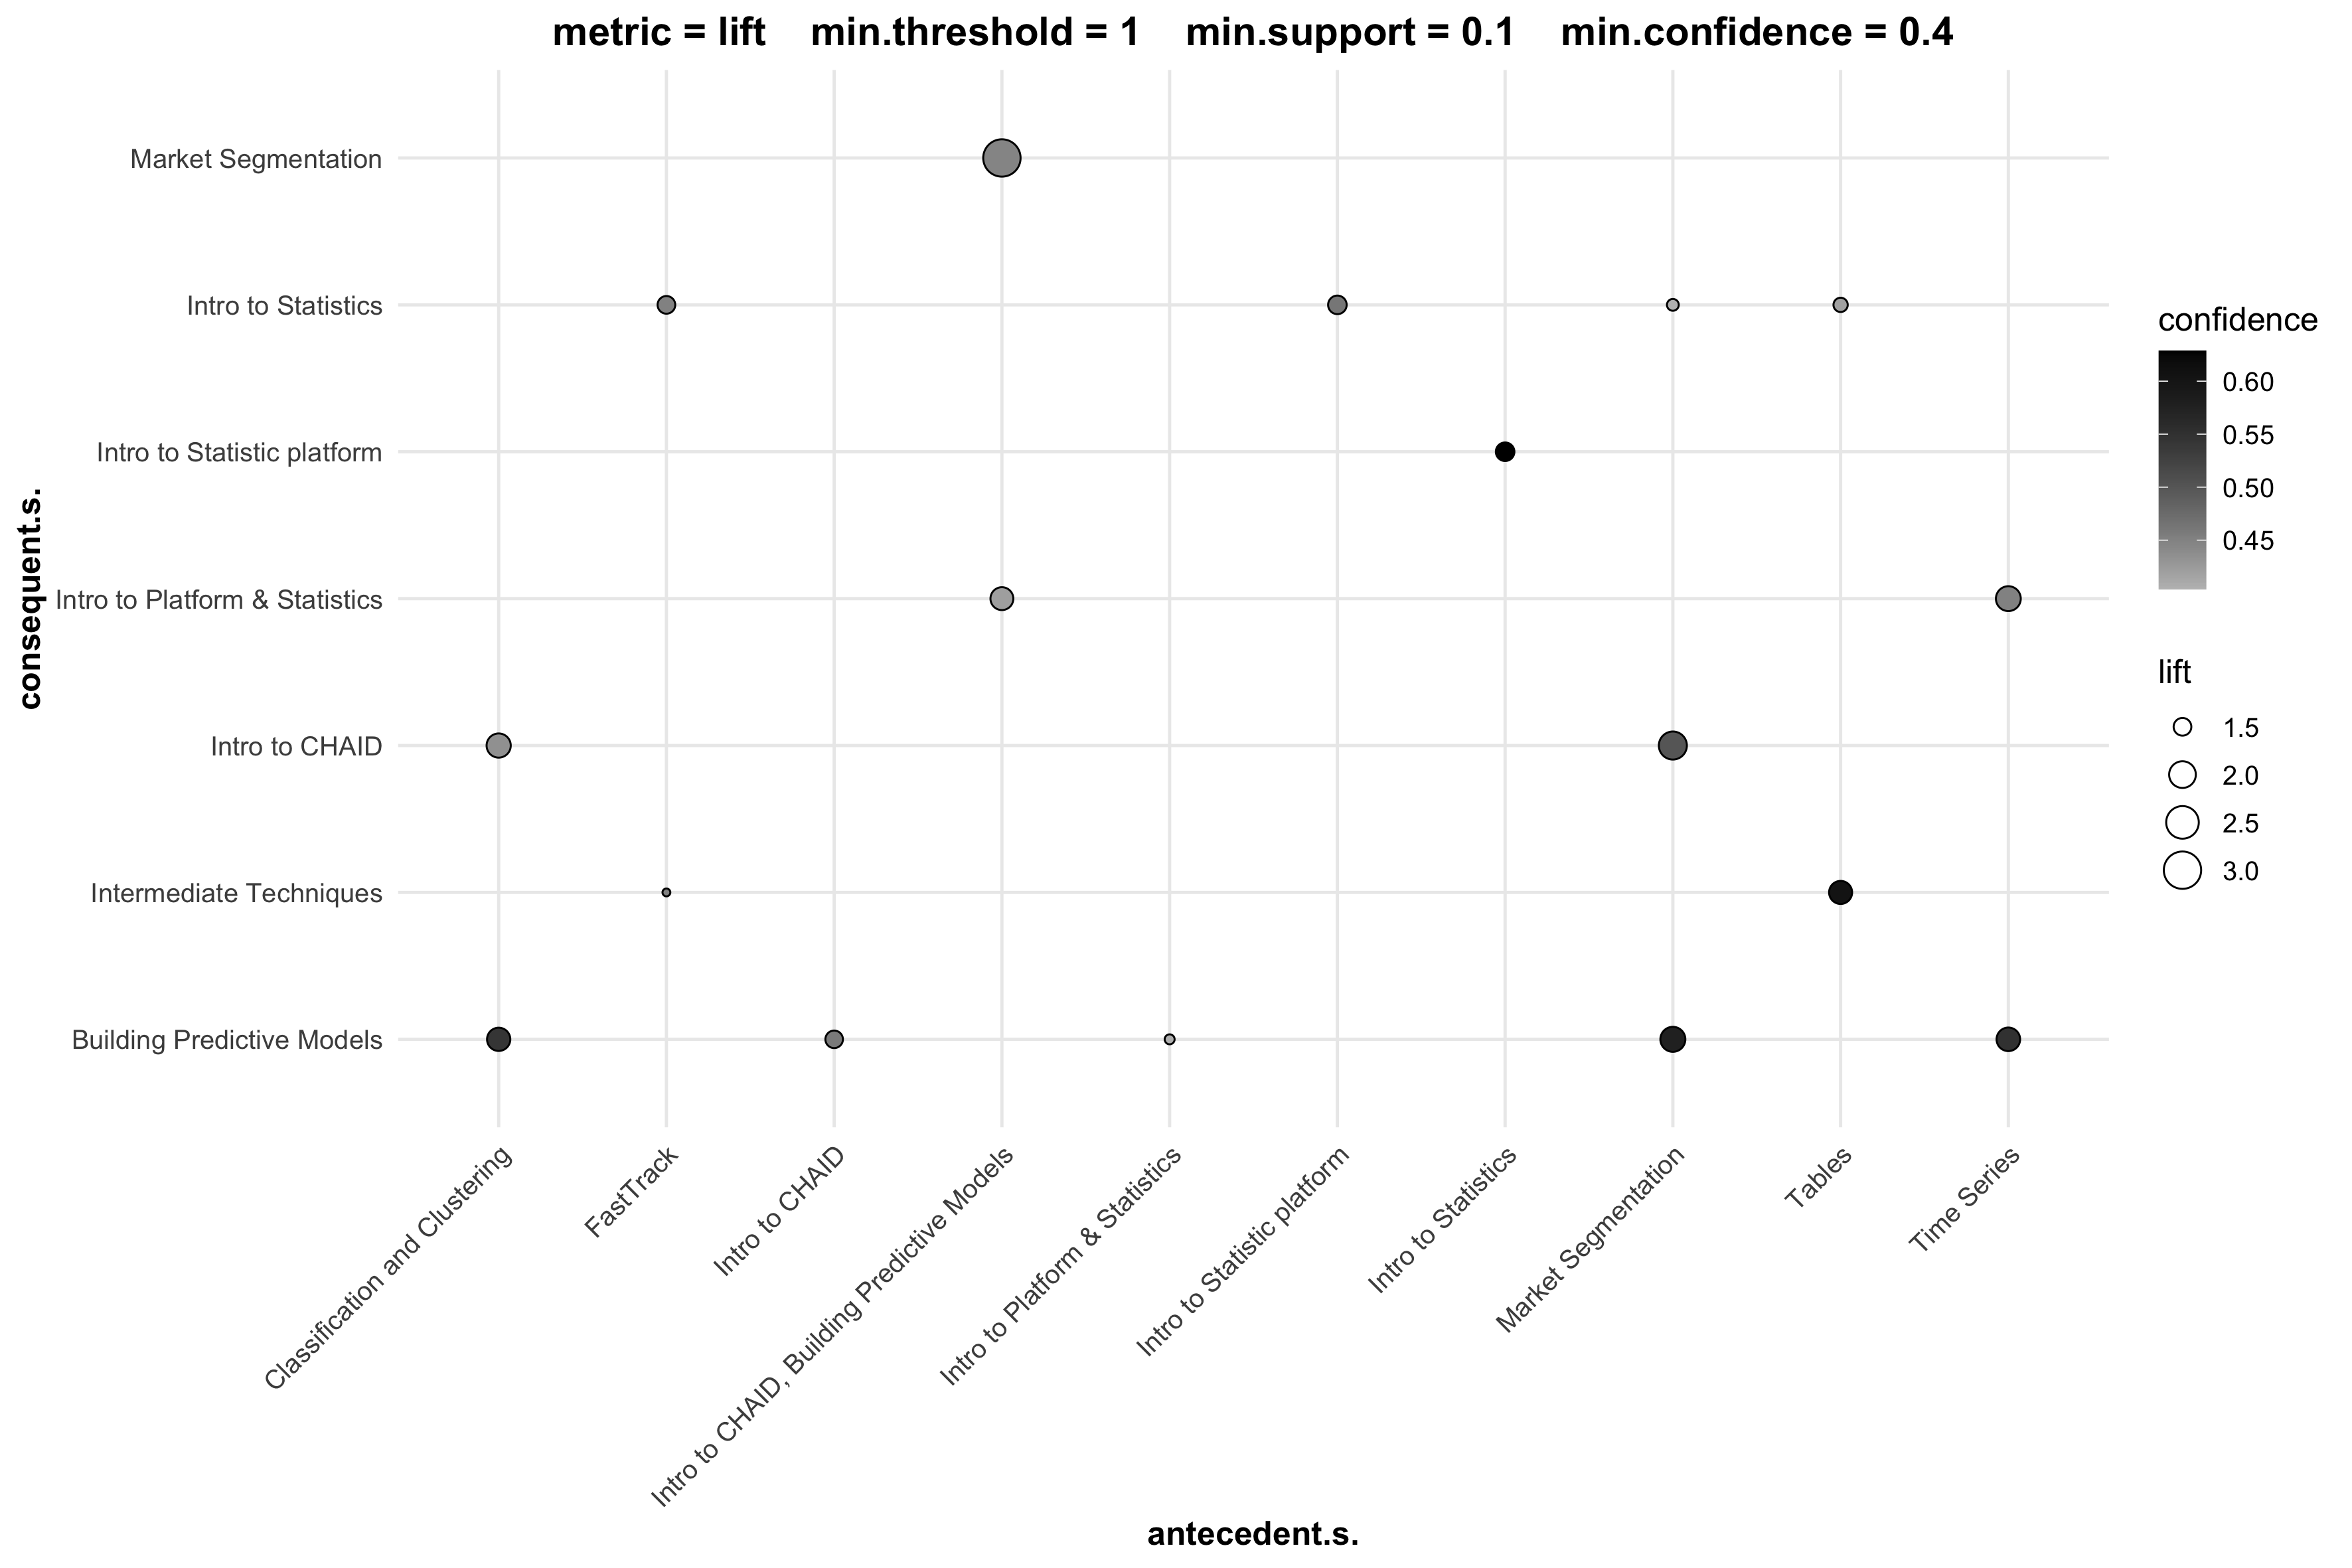 metric = lift    min.threshold = 1    min.support = 0.1    min.confidence = 0.4
consequent.s.
Market Segmentation
Intro to Statistics
Intro to Statistic platform
Intro to Platform & Statistics
Intro to CHAID
Intermediate Techniques
Building Predictive Models
Classification and Clustering
FastTrack
Intro to CHAID
Intro to CHAID, Building Predictive Models
Intro to Platform & Statistics
Intro to Statistic platform
Intro to Statistics
Market Segmentation
Tables
Time Series
antecedent.s.
confidence
0.60
0.55
0.50
0.45
lift
1.5
2.0
2.5
3.0